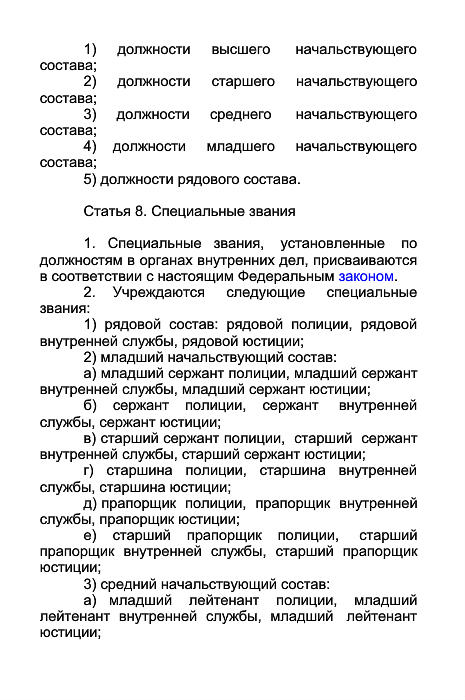 1) должности высшего начальствующего
состава;
2) должности старшего начальствующего
состава;
3) должности среднего начальствующего
состава;
4) должности младшего начальствующего
состава;
5) должности рядового состава.
Статья 8. Специальные звания
1. Специальные звания, установленные по
должностям в органах внутренних дел, присваиваются
в соответствии с настоящим Федеральным законом.
2. Учреждаются следующие специальные
звания:
1) рядовой состав: рядовой полиции, рядовой
внутренней службы, рядовой юстиции;
2) младший начальствующий состав:
а) младший сержант полиции, младший сержант
внутренней службы, младший сержант юстиции;
б) сержант полиции, сержант внутренней
службы, сержант юстиции;
в) старший сержант полиции, старший сержант
внутренней службы, старший сержант юстиции;
г) старшина полиции, старшина внутренней
службы, старшина юстиции;
д) прапорщик полиции, прапорщик внутренней
службы, прапорщик юстиции;
е) старший прапорщик полиции, старший
прапорщик внутренней службы, старший прапорщик
юстиции;
3) средний начальствующий состав:
а) младший лейтенант полиции, младший
лейтенант внутренней службы, младший лейтенант
юстиции;